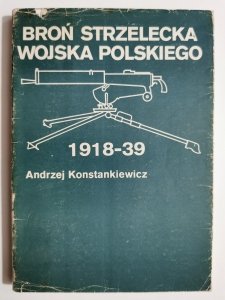 BROŃ STRZELECKA
WOJSKA POLSKIEGO
1918-39
Andrzej Konstankiewicz